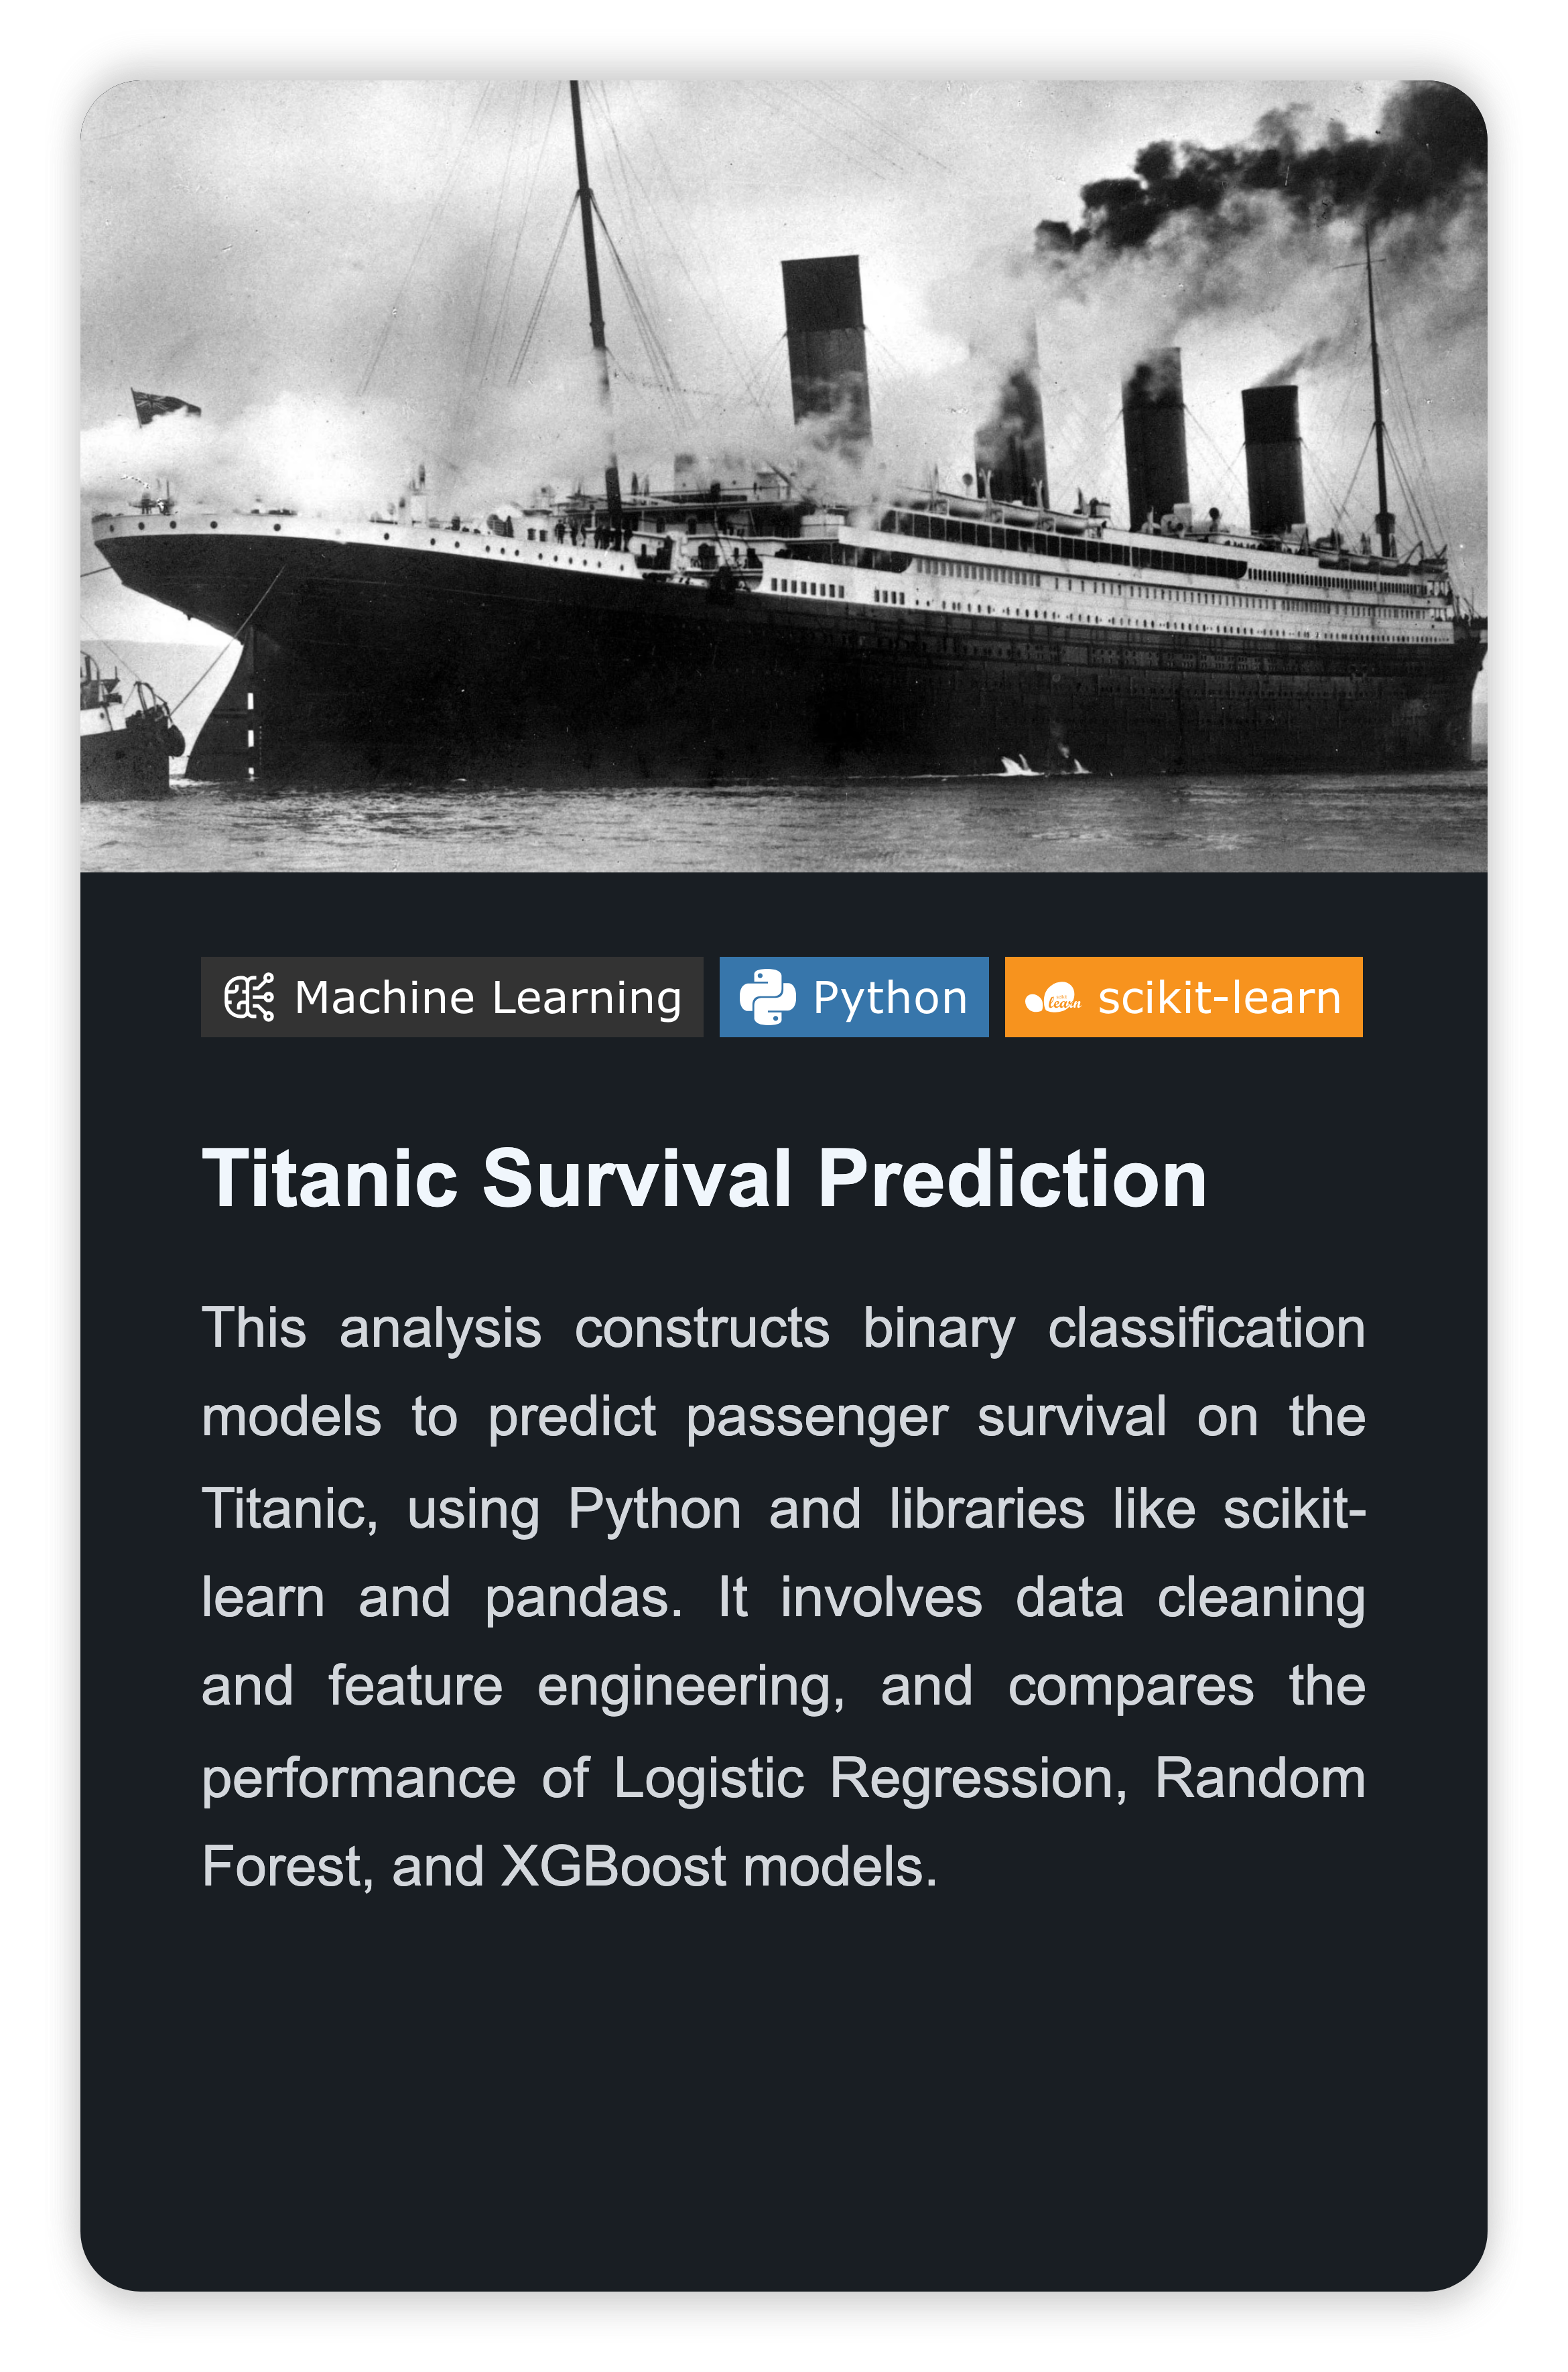 Machine Learning
Python
learn
scikit-learn
Titanic Survival Prediction
This analysis constructs binary classification
models to predict passenger survival on the
Titanic, using Python and libraries like scikit-
learn and pandas. It involves data cleaning
and feature engineering, and compares the
performance of Logistic Regression, Random
Forest, and XGBoost models.